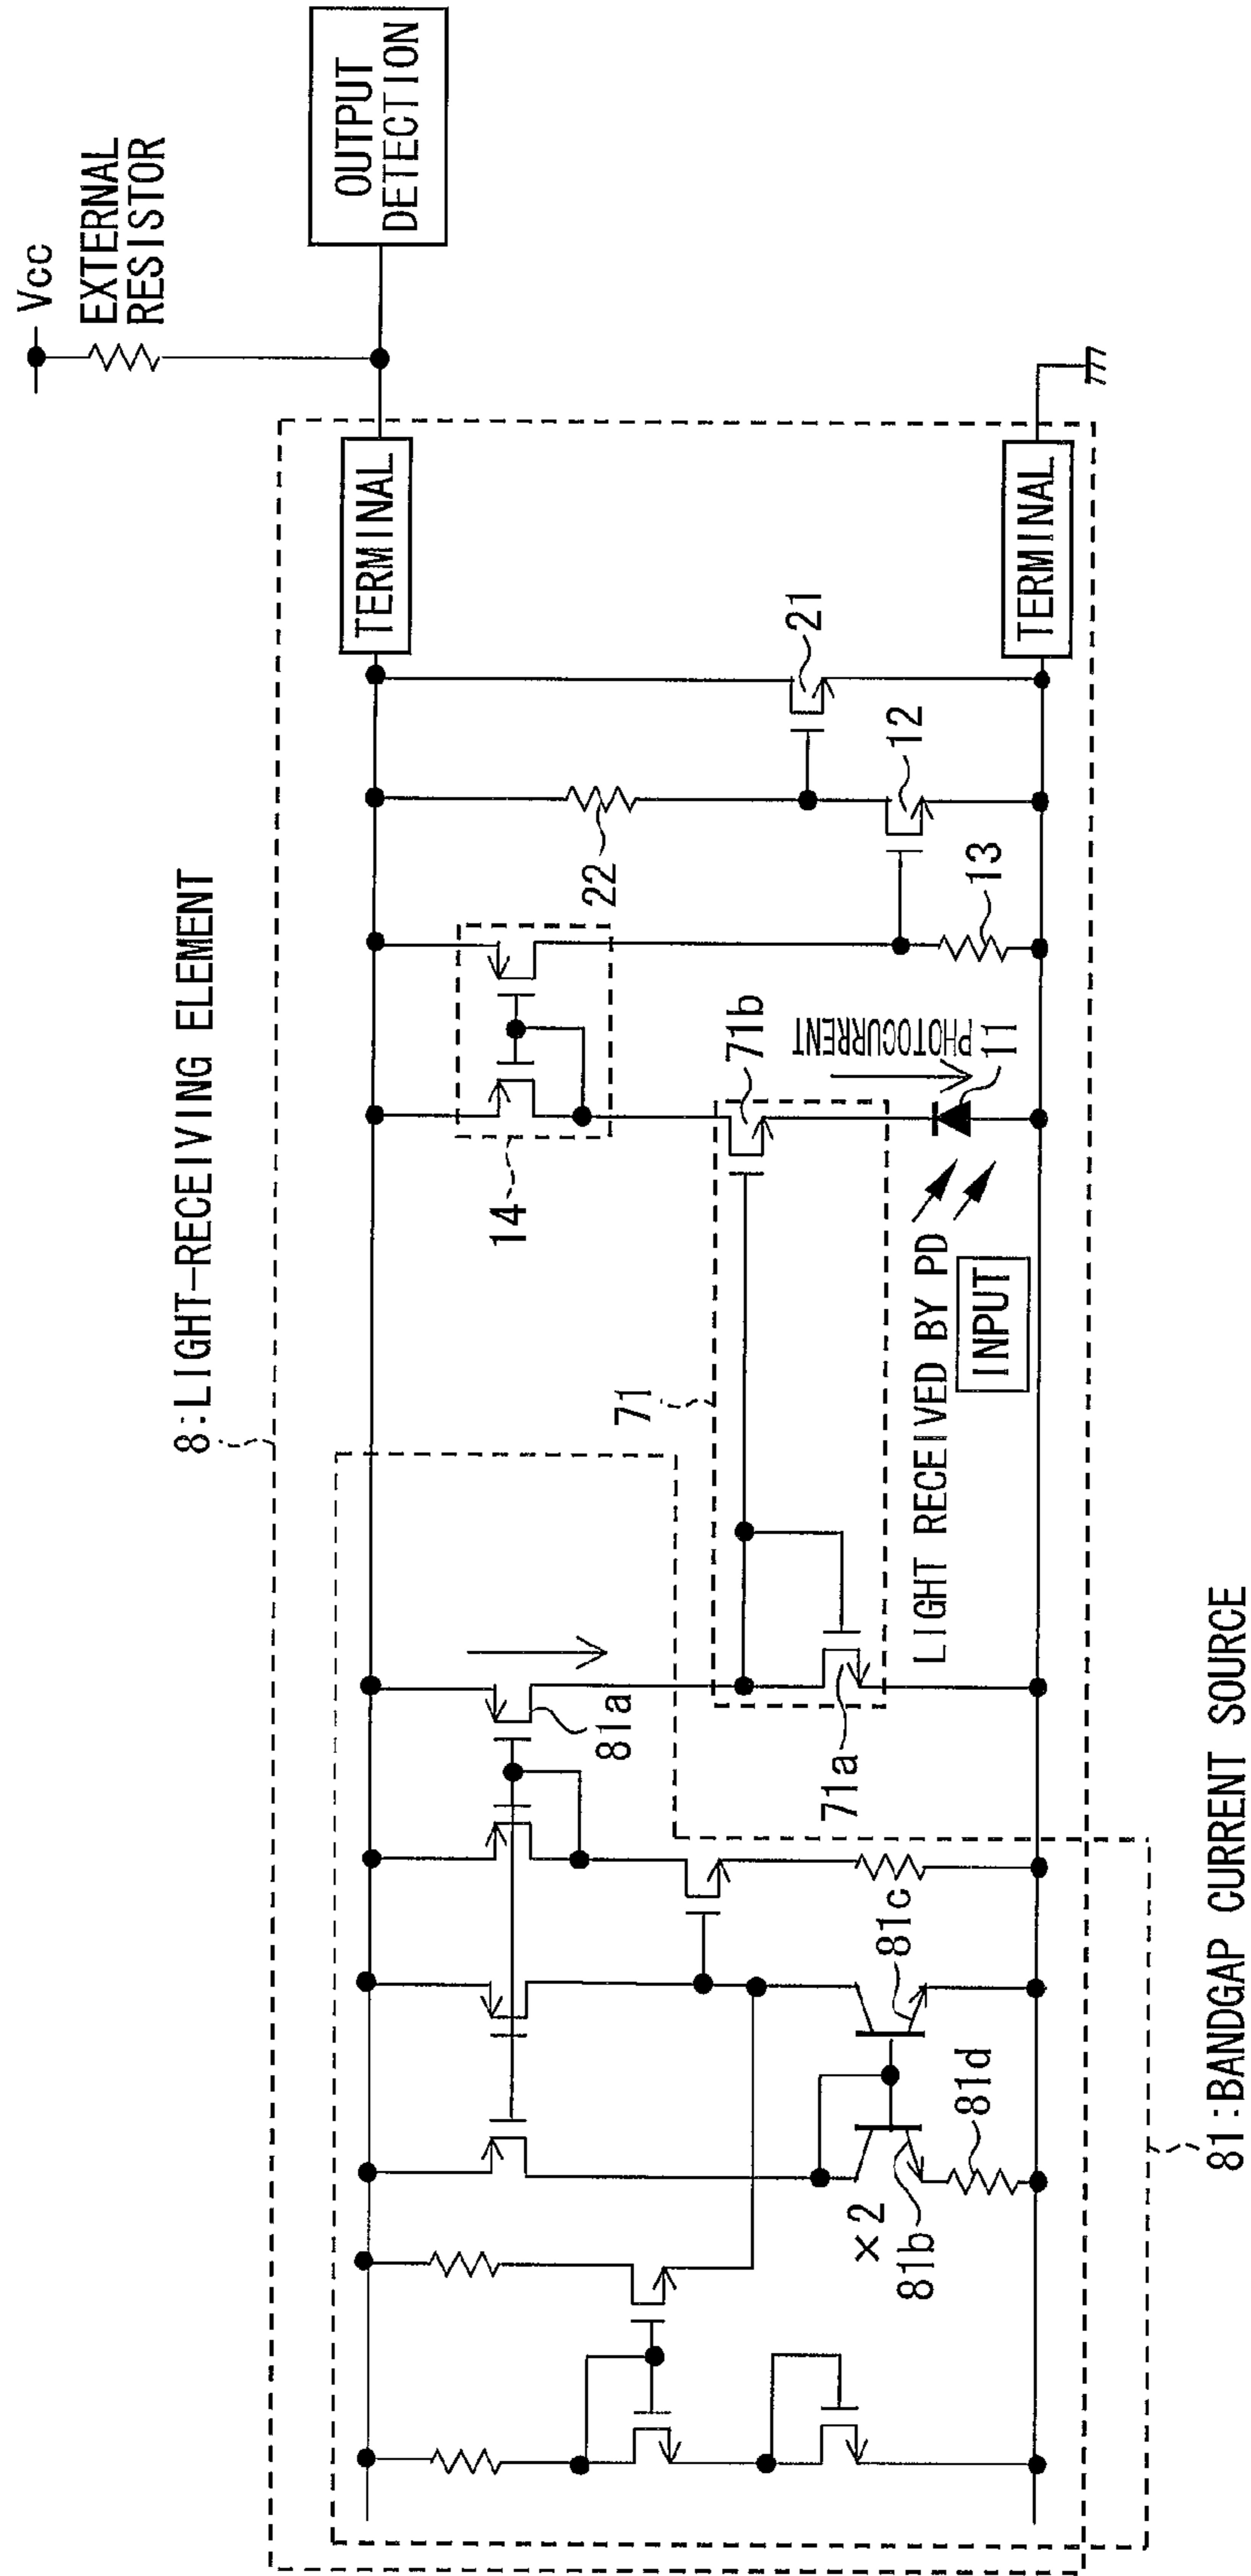 8:LIGHT-RECEIVING ELEMENT
Vcc
EXTERNAL
RESISTOR
OUTPUT
DETECTION
TERMINAL
TERMINAL
21
12
22
13
14
71b
PHOTOCURRENT
11
71
LIGHT RECEIVED BY PD
INPUT
81a
71a
81c
81d
×2
81b
81:BANDGAP CURRENT SOURCE